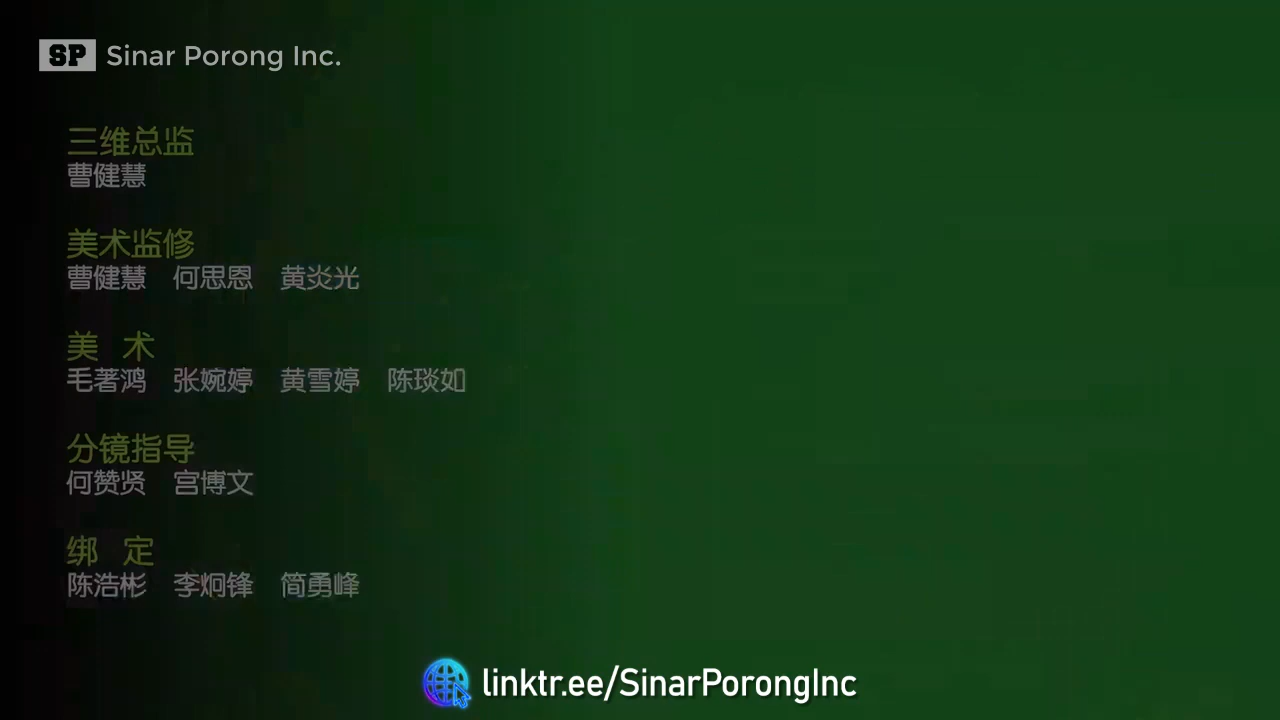 SP Sinar Porong Inc.
三维总监
曹健慧
美术监修
曹健慧 何思恩 黄炎光
美 术
毛著鸿 张婉婷 黄雪婷 陈琰如
分镜指导
何赞贤 宫博文
绑 定
陈浩彬 李炯锋 简勇峰
linktr.ee/SinarPorongInc